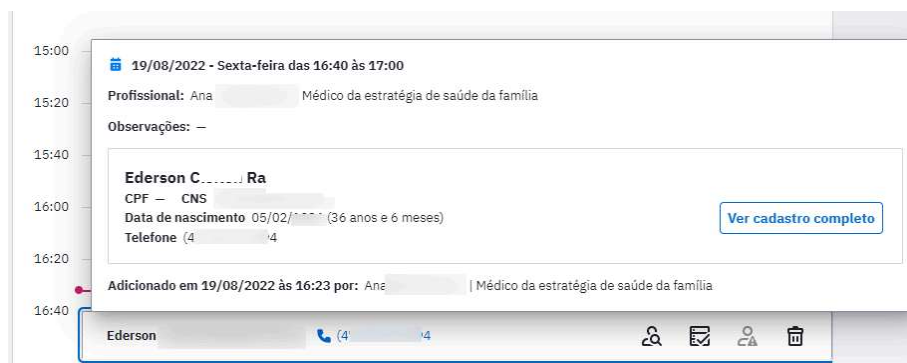 15:00
19/08/2022 - Sexta-feira das 16:40 às 17:00
Profissional: Ana Médico da estratégia de saúde da família
15:20
Observações: —
15:40
Ederson Ra
CPF — CNS
16:00
Data de nascimento 05/02/ (36 anos e 6 meses)
Ver cadastro completo
Telefone (4 4
16:20
Adicionado em 19/08/2022 às 16:23 por: Ana | Médico da estratégia de saúde da família
16:40
Ederson (4 4